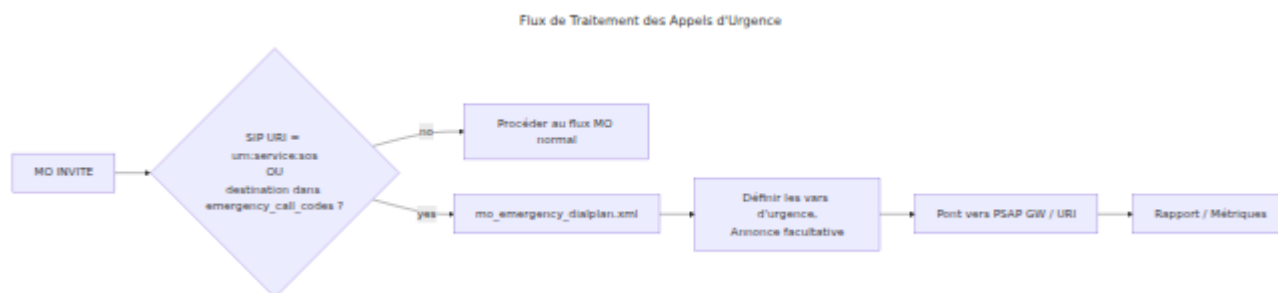 Flux de Traitement des Appels d'Urgence
MO INVITE
SIP URI =
urn:service:sos
OU
destination dans
emergency_call_codes ?
no
Procéder au flux MO
normal
yes
mo_emergency_dialplan.xml
Définir les vars
d'urgence.
Annonce facultative
Pont vers PSAP GW / URI
Rapport / Métriques